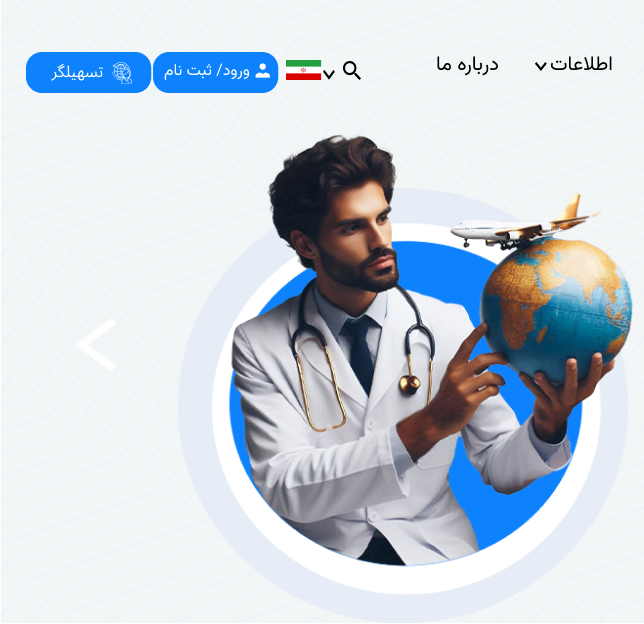 اطلاعات
درباره ما
ورود/ ثبت نام
تسهیلگر